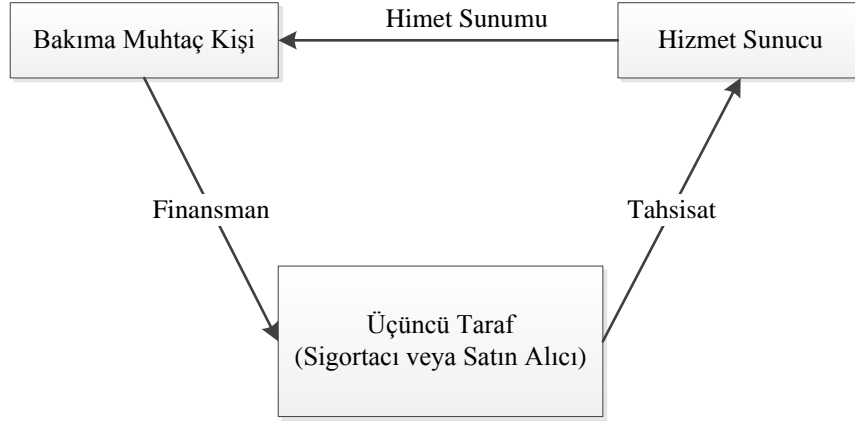 Himet Sunumu
Bakıma Muhtaç Kişi
Hizmet Sunucu
Finansman
Tahsisat
Üçüncü Taraf
(Sigortacı veya Satın Alıcı)